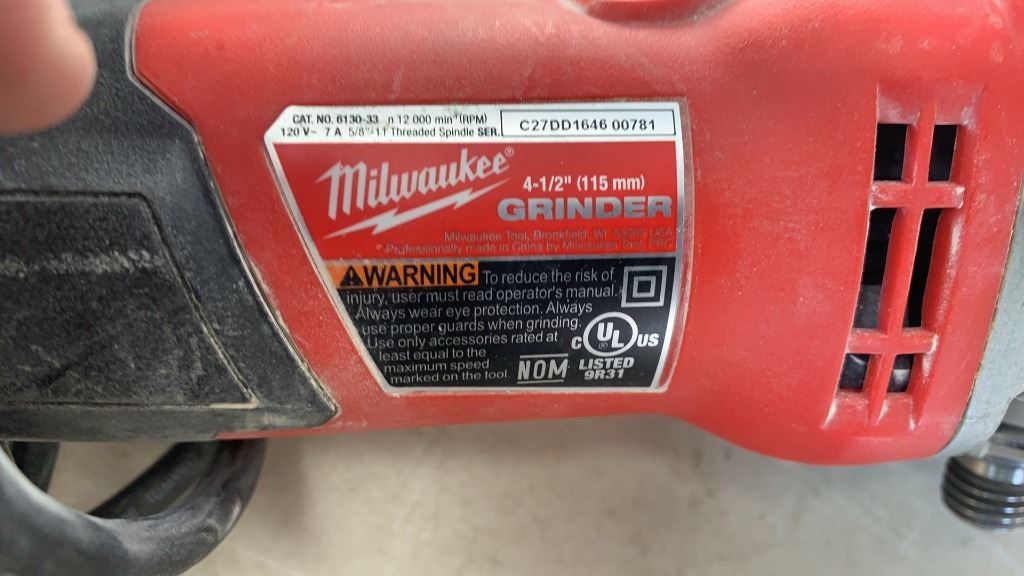 CAT. NO. 6130-33 n 12 000 min⁻¹(RPM)
120 V~ 7 A 5/8"-11 Threaded Spindle SER. C27DD1646 00781
Milwaukee®
4-1/2" (115 mm)
GRINDER
Milwaukee Tool, Brookfield, WI 53005 USA
Professionally made in China by Milwaukee Tool, PRC
WARNING To reduce the risk of
injury, user must read operator's manual.
Always wear eye protection. Always
use proper guards when grinding.
Use only accessories rated at
least equal to the
maximum speed
marked on the tool.
NOM
C UL US
LISTED
9R31